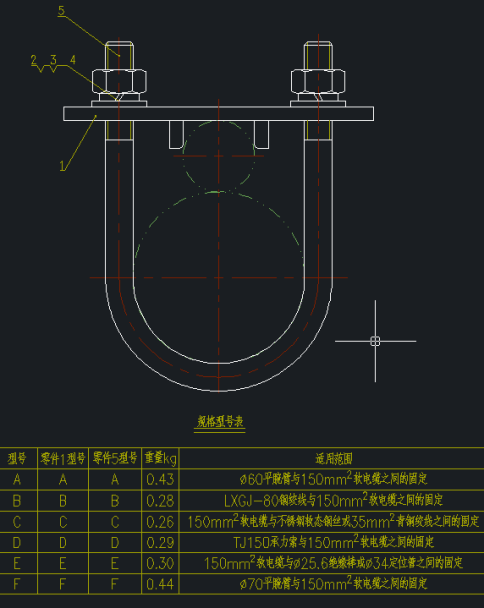 5
2 3 4
1
规格型号表
型号 零件1型号 零件5型号 重量kg 适用范围
A A A 0.43 ø60平腕臂与150mm²软电缆之间的固定
B B B 0.28 LXGJ-80钢绞线与150mm²软电缆之间的固定
C C C 0.26 150mm²软电缆与不锈钢软态钢丝或35mm²青铜绞线之间的固定
D D D 0.29 TJ150承力索与150mm²软电缆之间的固定
E E E 0.30 150mm²软电缆与ø25.6绝缘棒或ø34定位管之间的固定
F F F 0.44 ø70平腕臂与150mm²软电缆之间的固定